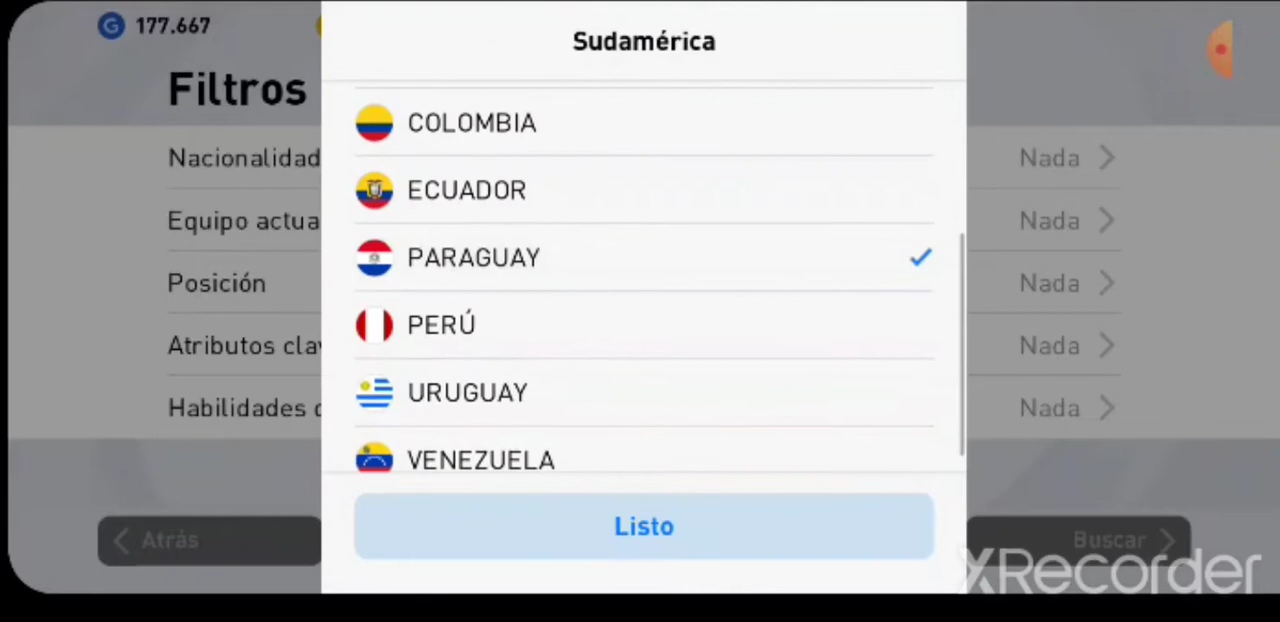 G 177.667
Sudamérica
Filtros
COLOMBIA
Nacionalidad
Nada
ECUADOR
Equipo actua
Nada
PARAGUAY
Posición
Nada
PERÚ
Atributos cla
Nada
URUGUAY
Habilidades
Nada
VENEZUELA
Listo
Atrás
Buscar
XRecorder